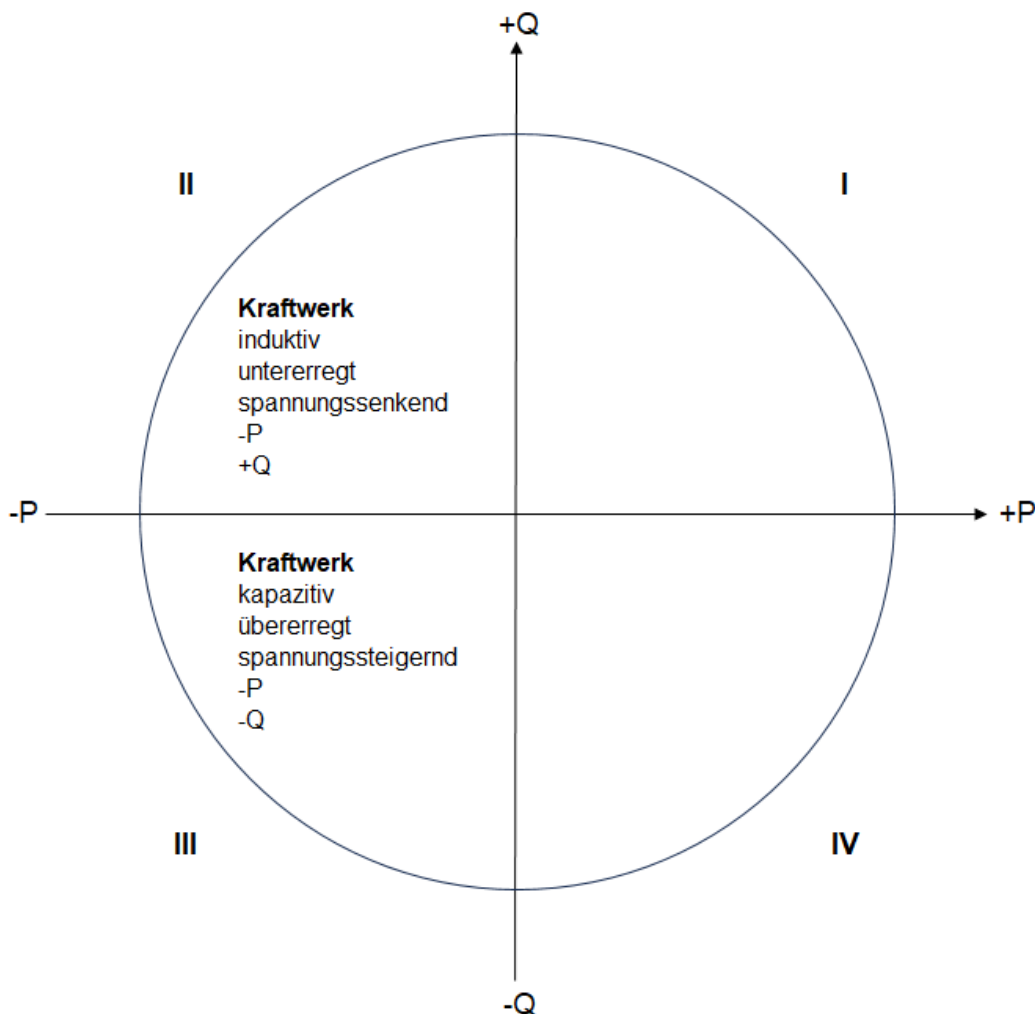 +Q
II
I
Kraftwerk
induktiv
untererregt
spannungssenkend
-P
+Q
-P
+P
Kraftwerk
kapazitiv
übererregt
spannungssteigernd
-P
-Q
III
IV
-Q